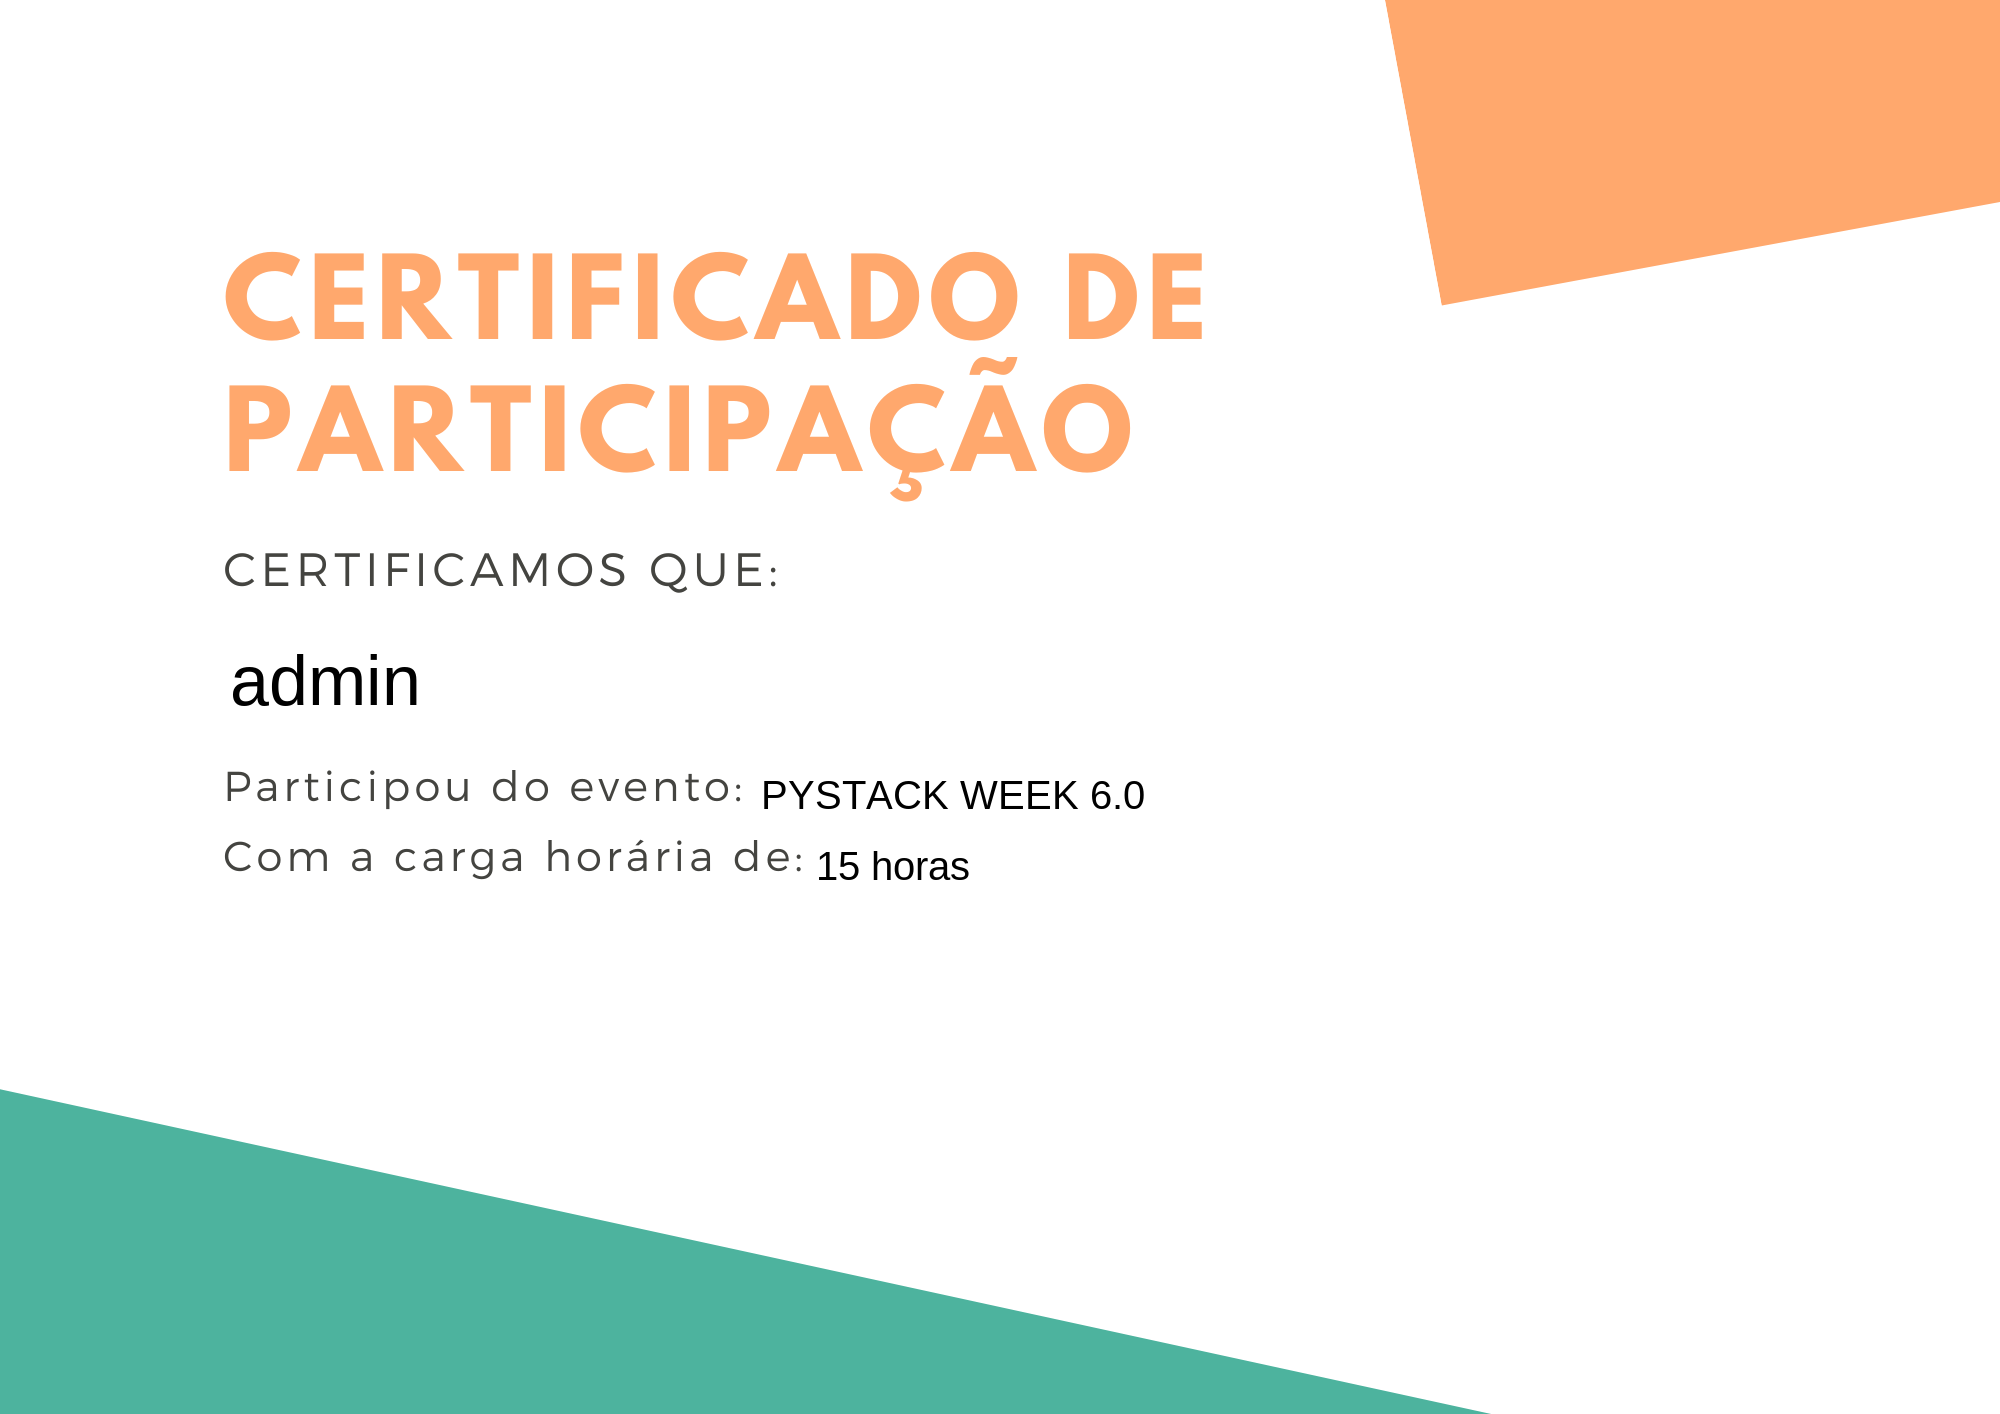 CERTIFICADO DE
PARTICIPAÇÃO
CERTIFICAMOS QUE:
admin
Participou do evento: PYSTACK WEEK 6.0
Com a carga horária de: 15 horas